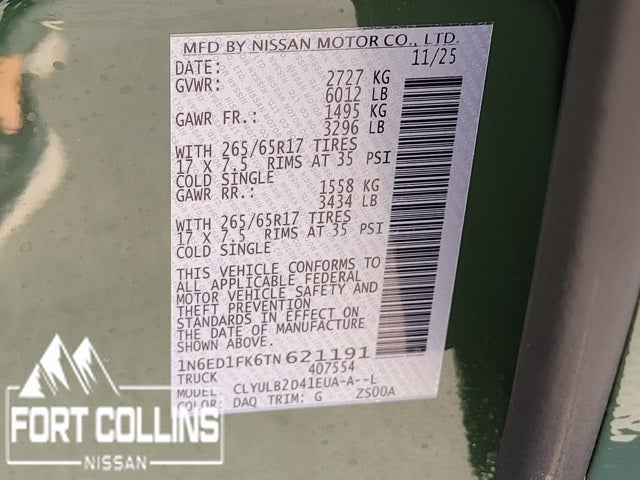 MFD BY NISSAN MOTOR CO., LTD.
DATE: 11/25
GVWR: 2727 KG
6012 LB
GAWR FR.: 1495 KG
3296 LB
WITH 265/65R17 TIRES
17 X 7.5 RIMS AT 35 PSI
COLD SINGLE
GAWR RR.: 1558 KG
3434 LB
WITH 265/65R17 TIRES
17 X 7.5 RIMS AT 35 PSI
COLD SINGLE
THIS VEHICLE CONFORMS TO
ALL APPLICABLE FEDERAL
MOTOR VEHICLE SAFETY AND
THEFT PREVENTION
STANDARDS IN EFFECT ON
THE DATE OF MANUFACTURE
1N6ED1FK6TN621191
TRUCK 407554
MODEL: CLYULB2D41EUA-A--L
COLOR: DAQ TRIM: G ZS00A
FORT COLLINS
NISSAN